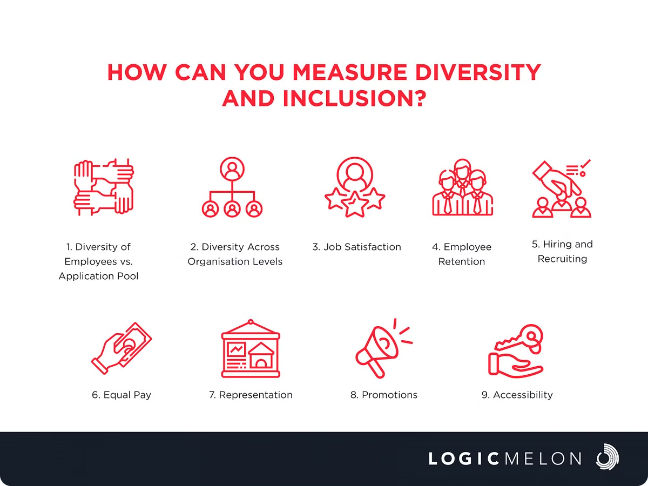 HOW CAN YOU MEASURE DIVERSITY
AND INCLUSION?
1. Diversity of
Employees vs.
Application Pool
2. Diversity Across
Organisation Levels
3. Job Satisfaction
4. Employee
Retention
5. Hiring and
Recruiting
6. Equal Pay
7. Representation
8. Promotions
9. Accessibility
LOGICMELON